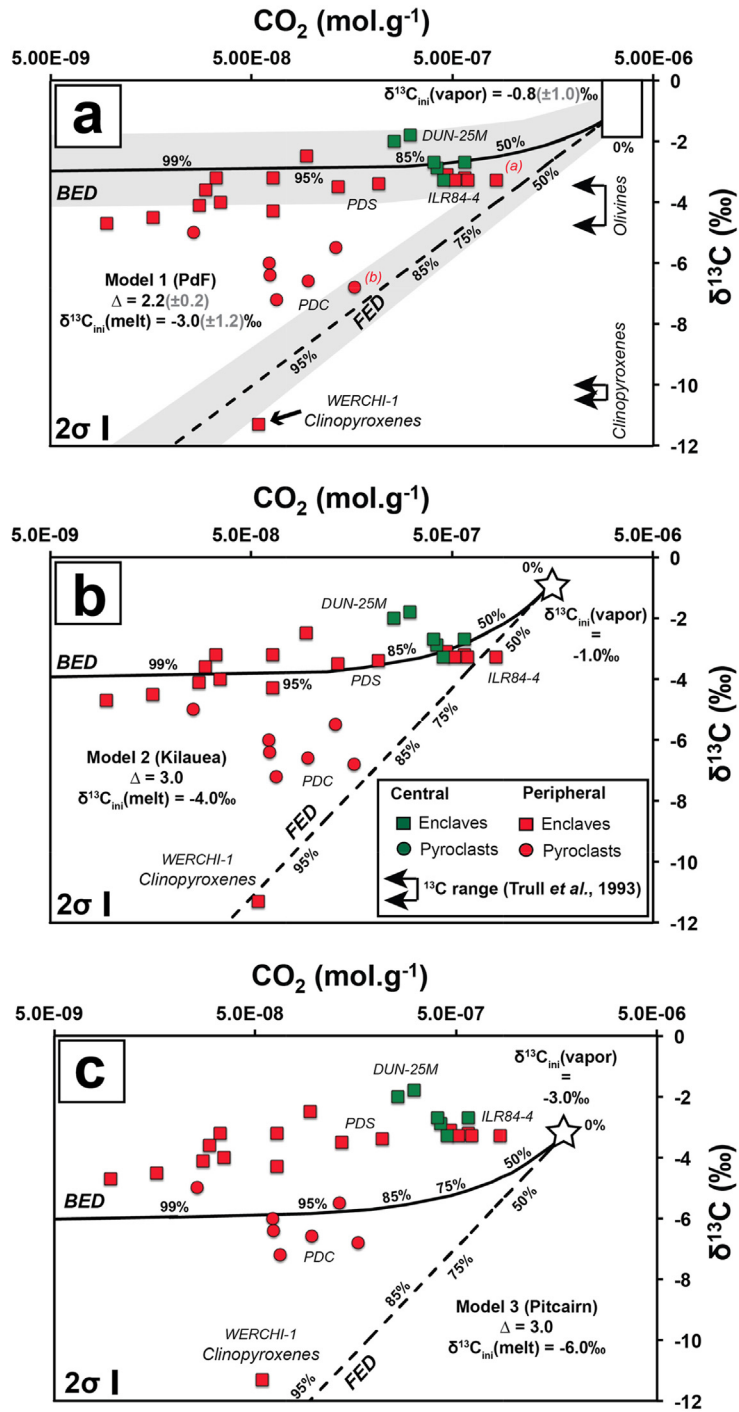 CO₂ (mol.g⁻¹)
5.00E-09 5.00E-08 5.00E-07 5.00E-06
a
δ¹³Cᵢₙᵢ(vapor) = -0.8(±1.0)‰
0
DUN-25M
-2
99% 85% 50% 0%
95% (a) 50%
BED
PDS ILR84-4 75%
-4
Olivines
85%
(b)
-6
Model 1 (PdF)
Δ = 2.2(±0.2)
PDC
δ¹³Cᵢₙᵢ(melt) = -3.0(±1.2)‰
FED
-8
95%
WERCHI-1
Clinopyroxenes
-10
Clinopyroxenes
2σ
-12
δ¹³C (‰)
CO₂ (mol.g⁻¹)
5.0E-09 5.0E-08 5.0E-07 5.0E-06
b
0
0%
DUN-25M
50%
δ¹³Cᵢₙᵢ(vapor)
=
-1.0‰
-2
50%
BED
99% 85%
95% PDS ILR84-4
-4
75%
85%
-6
Model 2 (Kilauea)
Δ = 3.0
δ¹³Cᵢₙᵢ(melt) = -4.0‰
PDC
-8
FED
95%
Central Peripheral
Enclaves Enclaves
Pyroclasts Pyroclasts
¹³C range (Trull et al., 1993)
WERCHI-1
Clinopyroxenes
-10
2σ
-12
δ¹³C (‰)
CO₂ (mol.g⁻¹)
5.0E-09 5.0E-08 5.0E-07 5.0E-06
c
0
δ¹³Cᵢₙᵢ(vapor)
=
-3.0‰
DUN-25M
-2
PDS ILR84-4
0%
-4
50%
BED
99% 95% 85% 75%
50%
-6
PDC
75%
-8
85%
Model 3 (Pitcairn)
Δ = 3.0
δ¹³Cᵢₙᵢ(melt) = -6.0‰
WERCHI-1
Clinopyroxenes
-10
95% FED
2σ
-12
δ¹³C (‰)